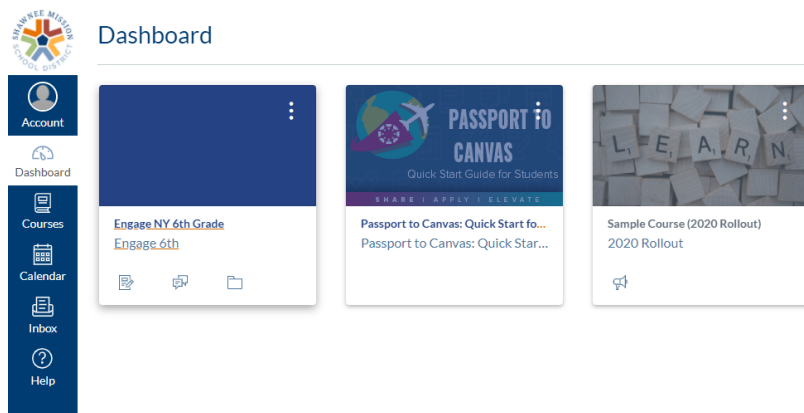 SHAWNEE MISSION
SCHOOL DISTRICT
Dashboard
Account
Dashboard
Courses
Calendar
Inbox
Help
Engage NY 6th Grade
Engage 6th
PASSPORT TO
CANVAS
Quick Start Guide for Students
SHARE | APPLY | ELEVATE
Passport to Canvas: Quick Start fo...
Passport to Canvas: Quick Star...
L E A R N
Sample Course (2020 Rollout)
2020 Rollout